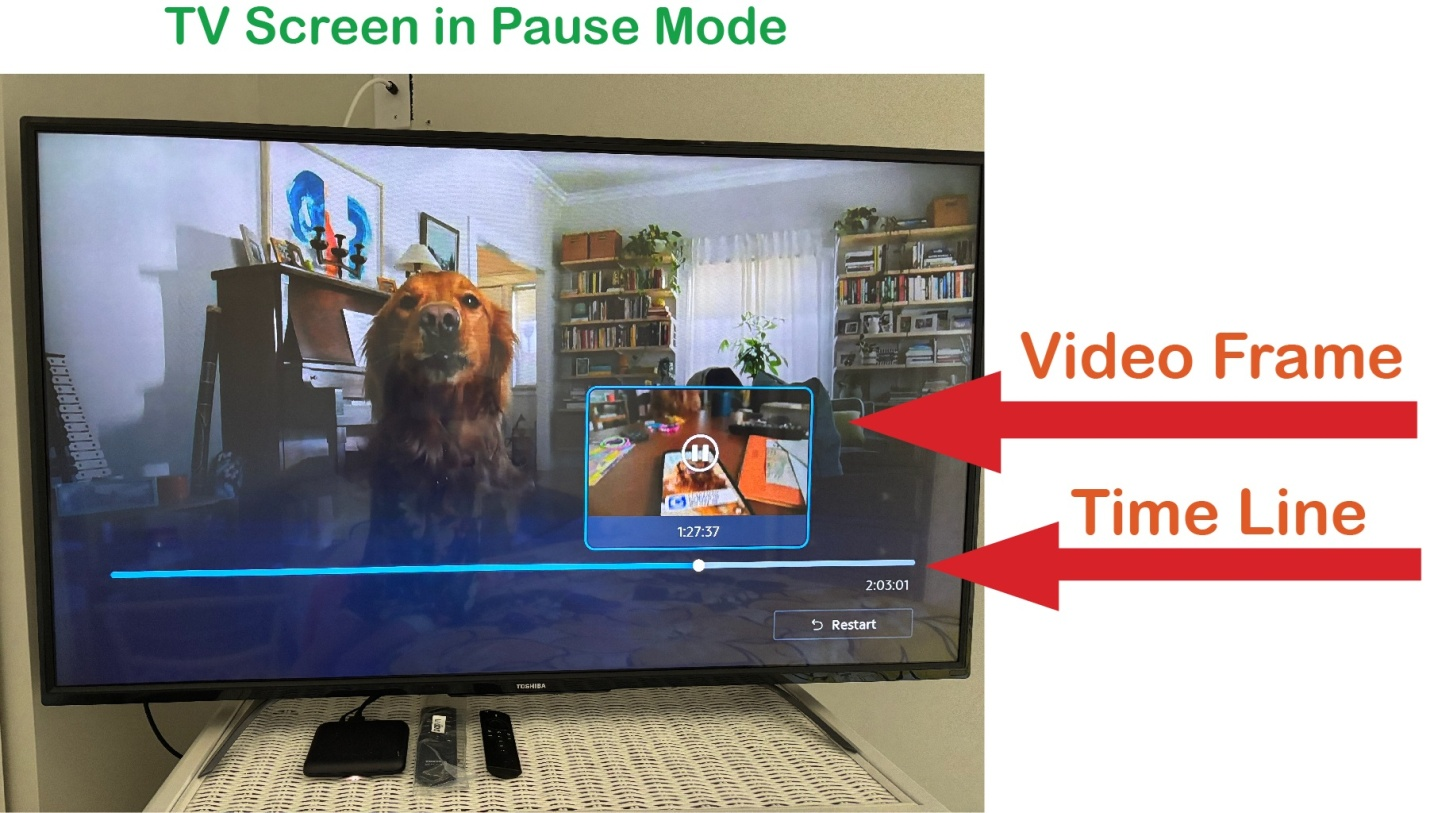 TV Screen in Pause Mode
Video Frame
Time Line
1:27:37
2:03:01
Restart
TOSHIBA